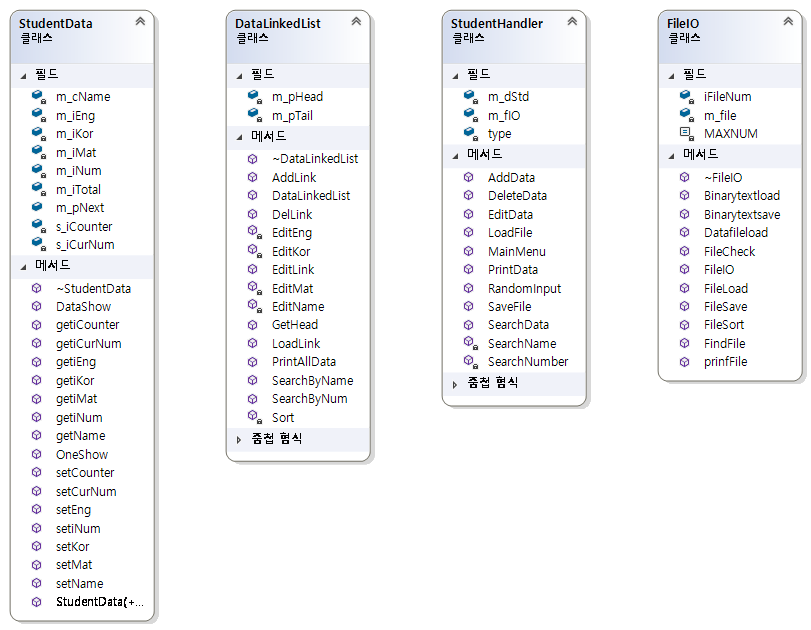 StudentData
클래스
필드
m_cName
m_iEng
m_iKor
m_iMat
m_iNum
m_iTotal
m_pNext
s_iCounter
s_iCurNum
메서드
~StudentData
DataShow
getiCounter
getiCurNum
getiEng
getiKor
getiMat
getiNum
getName
OneShow
setCounter
setCurNum
setEng
setiNum
setKor
setMat
setName
StudentData(+...
DataLinkedList
클래스
필드
m_pHead
m_pTail
메서드
~DataLinkedList
AddLink
DataLinkedList
DelLink
EditEng
EditKor
EditLink
EditMat
EditName
GetHead
LoadLink
PrintAllData
SearchByName
SearchByNum
Sort
중첩 형식
StudentHandler
클래스
필드
m_dStd
m_fIO
type
메서드
AddData
DeleteData
EditData
LoadFile
MainMenu
PrintData
RandomInput
SaveFile
SearchData
SearchName
SearchNumber
중첩 형식
FileIO
클래스
필드
iFileNum
m_file
MAXNUM
메서드
~FileIO
Binarytextload
Binarytextsave
Datafileload
FileCheck
FileIO
FileLoad
FileSave
FileSort
FindFile
prinfFile